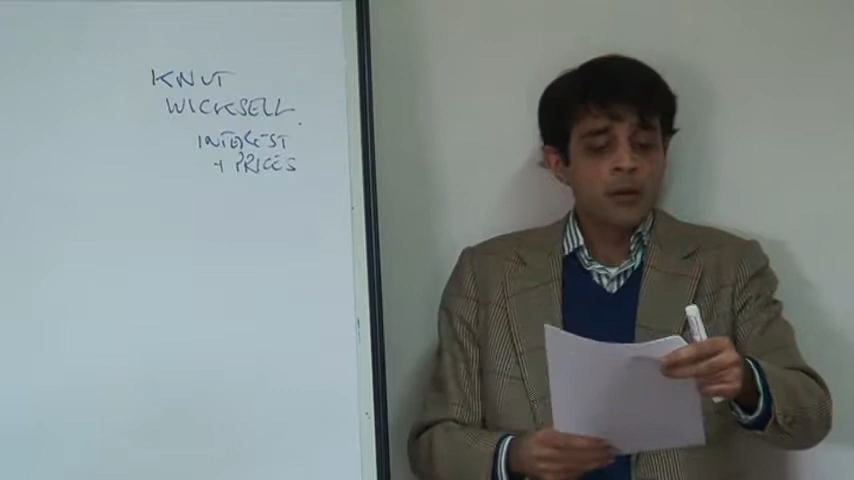 KNUT
WICKSELL.
INTEREST
+ PRICES